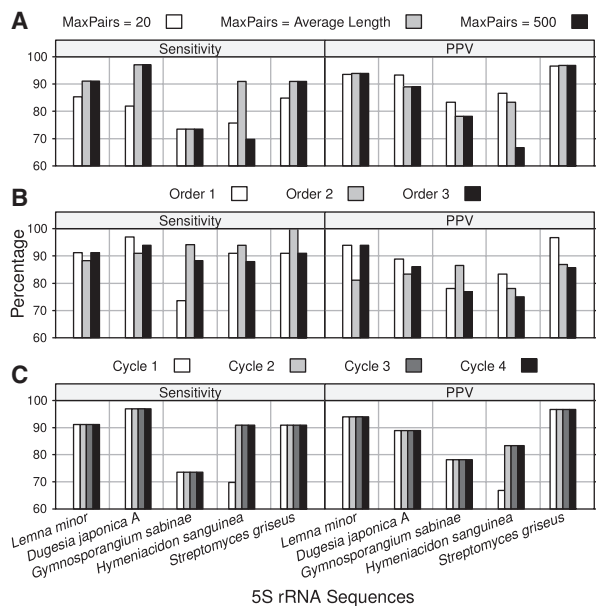 A
MaxPairs = 20 MaxPairs = Average Length MaxPairs = 500
Sensitivity PPV
100
90
80
70
60
B
Order 1 Order 2 Order 3
Sensitivity PPV
100
90
80
70
60
Percentage
C
Cycle 1 Cycle 2 Cycle 3 Cycle 4
Sensitivity PPV
100
90
80
70
60
Lemna minor
Dugesia japonica A
Gymnosporangium sabinae
Hymeniacidon sanguinea
Streptomyces griseus
Lemna minor
Dugesia japonica A
Gymnosporangium sabinae
Hymeniacidon sanguinea
Streptomyces griseus
5S rRNA Sequences